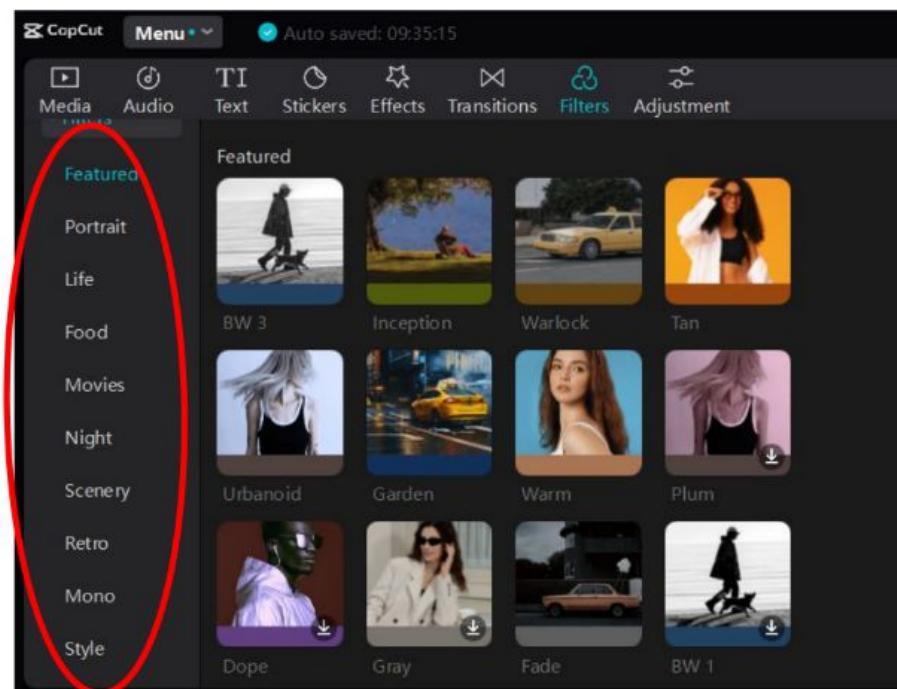 CapCut Menu Auto saved: 09:35:15
Media Audio Text Stickers Effects Transitions Filters Adjustment
Filters
Featured
Portrait
Life
Food
Movies
Night
Scenery
Retro
Mono
Style
Featured
BW 3 Inception Warlock Tan
Urbanoid Garden Warm Plum
Dope Gray Fade BW 1